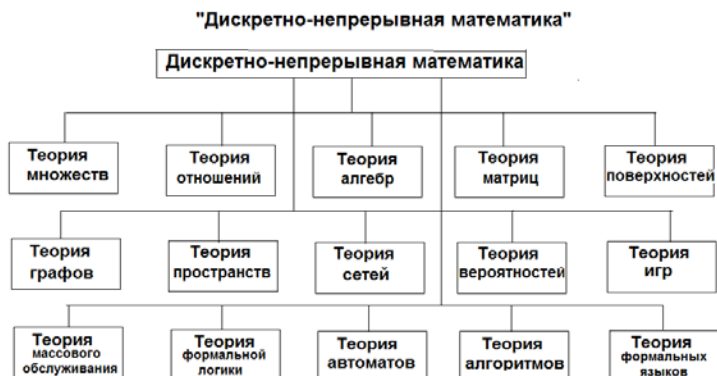 "Дискретно-непрерывная математика"
Дискретно-непрерывная математика
Теория
множеств
Теория
отношений
Теория
алгебр
Теория
матриц
Теория
поверхностей
Теория
графов
Теория
пространств
Теория
сетей
Теория
вероятностей
Теория
игр
Теория
массового
обслуживания
Теория
формальной
логики
Теория
автоматов
Теория
алгоритмов
Теория
формальных
языков